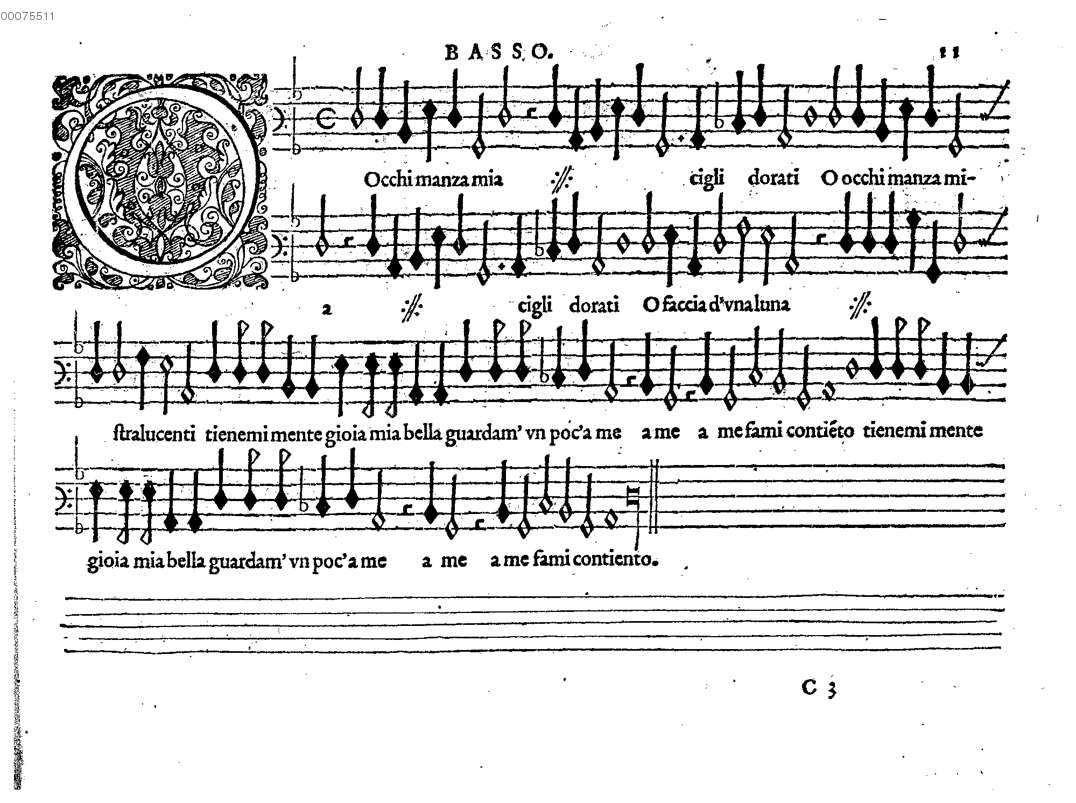 00075511
BASSO. 11
O
Occhi manza mia cigli dorati O occhi manza mi-
a cigli dorati O faccia d'vna luna
ſtralucenti tienemi mente gioia mia bella guardam' vn poc'a me a me a me fami contiẽto tienemi mente
gioia mia bella guardam' vn poc'a me a me a me fami contiento.
C 3